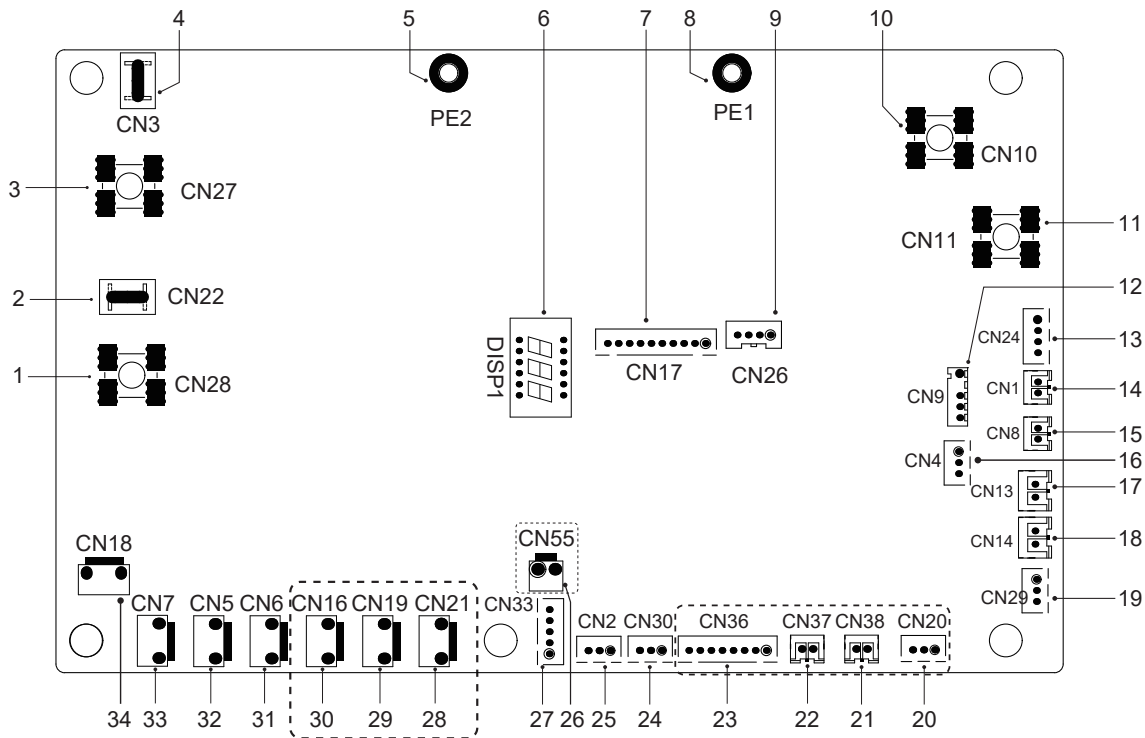 4 5 6 7 8 9
10
CN3 PE2 PE1
CN10
3 CN27
CN11 11
12
2 CN22
CN24 13
DISP1 CN17 CN26
1 CN28
CN9 CN1 14
CN8 15
CN4 16
CN13 17
CN18 CN55 CN14 18
CN7 CN5 CN6 CN16 CN19 CN21 CN33 CN2 CN30 CN36 CN37 CN38 CN20 CN29 19
34 33 32 31 30 29 28 27 26 25 24 23 22 21 20